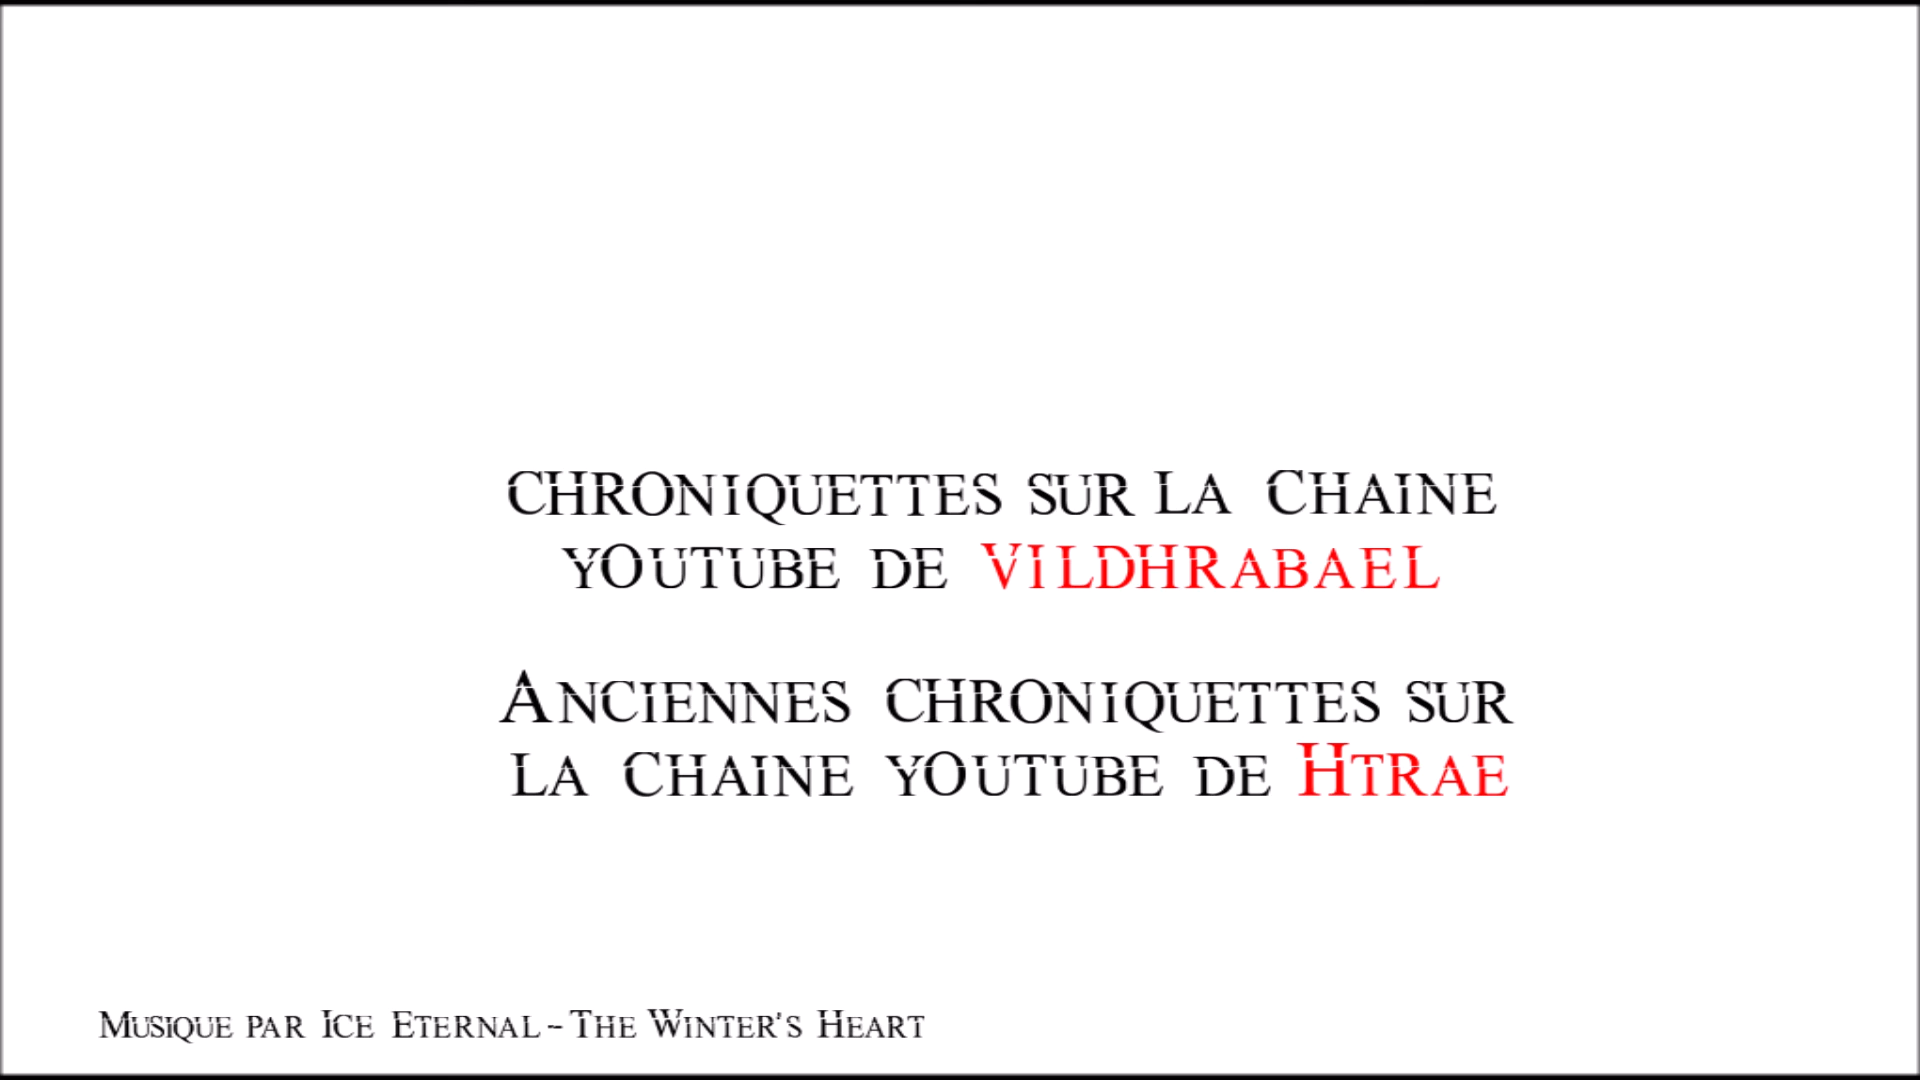 CHRONIQUETTES SUR LA CHAINE
YOUTUBE DE VILDHRABAEL
ANCIENNES CHRONIQUETTES SUR
LA CHAINE YOUTUBE DE HTRAE
MUSIQUE PAR ICE ETERNAL - THE WINTER'S HEART